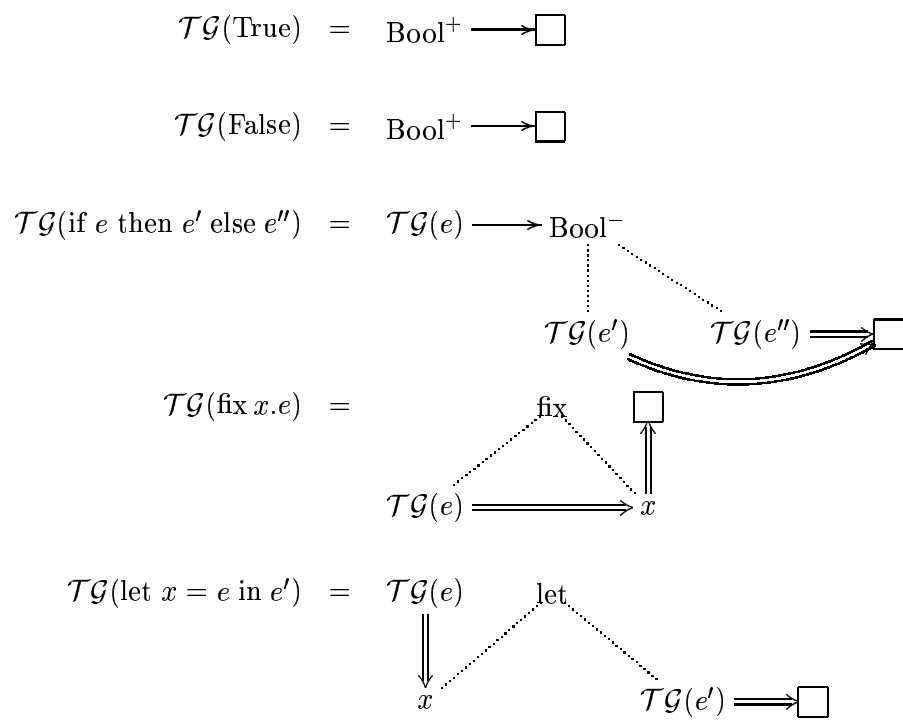 𝒯𝒢(True) = Bool⁺
𝒯𝒢(False) = Bool⁺
𝒯𝒢(if e then e′ else e″) = 𝒯𝒢(e) Bool⁻
𝒯𝒢(e′) 𝒯𝒢(e″)
𝒯𝒢(fix x.e) = fix
𝒯𝒢(e) x
𝒯𝒢(let x = e in e′) = 𝒯𝒢(e) let
x 𝒯𝒢(e′)